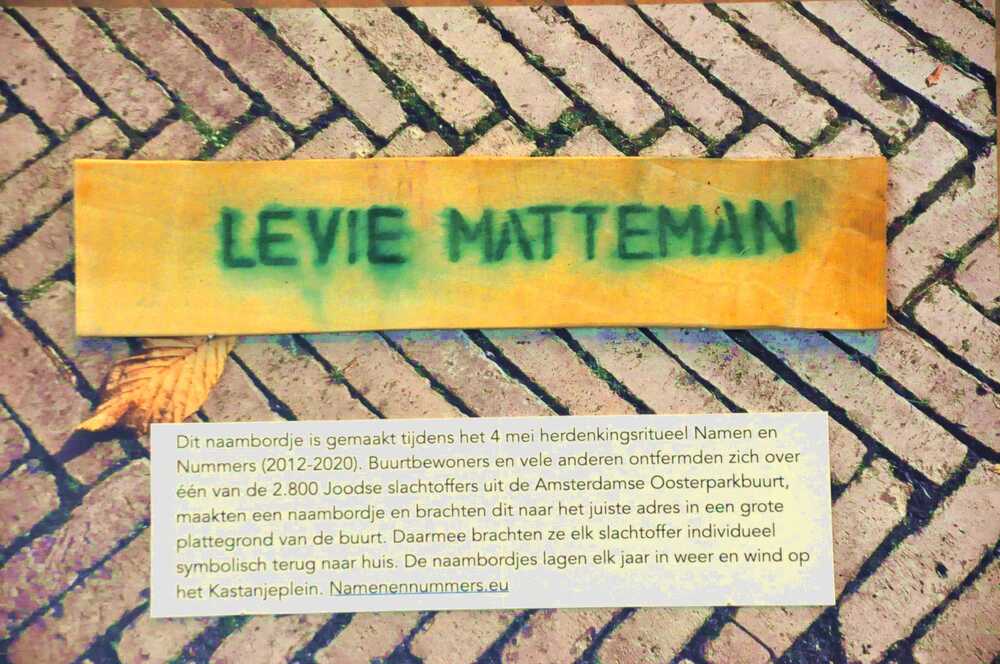 LEVIE MATTEMAN
Dit naambordje is gemaakt tijdens het 4 mei herdenkingsritueel Namen en
Nummers (2012-2020). Buurtbewoners en vele anderen ontfermden zich over
één van de 2.800 Joodse slachtoffers uit de Amsterdamse Oosterparkbuurt,
maakten een naambordje en brachten dit naar het juiste adres in een grote
plattegrond van de buurt. Daarmee brachten ze elk slachtoffer individueel
symbolisch terug naar huis. De naambordjes lagen elk jaar in weer en wind op
het Kastanjeplein. Namenennummers.eu